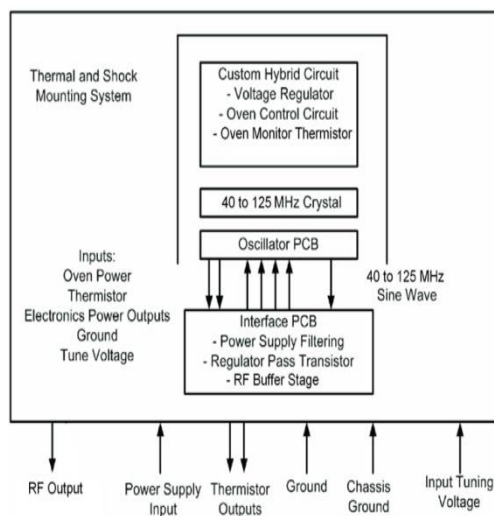 Thermal and Shock
Mounting System
Custom Hybrid Circuit
- Voltage Regulator
- Oven Control Circuit
- Oven Monitor Thermistor
40 to 125 MHz Crystal
Oscillator PCB
Inputs:
Oven Power
Thermistor
Electronics Power Outputs
Ground
Tune Voltage
40 to 125 MHz
Sine Wave
Interface PCB
- Power Supply Filtering
- Regulator Pass Transistor
- RF Buffer Stage
RF Output
Power Supply
Input
Thermistor
Outputs
Ground
Chassis
Ground
Input Tuning
Voltage